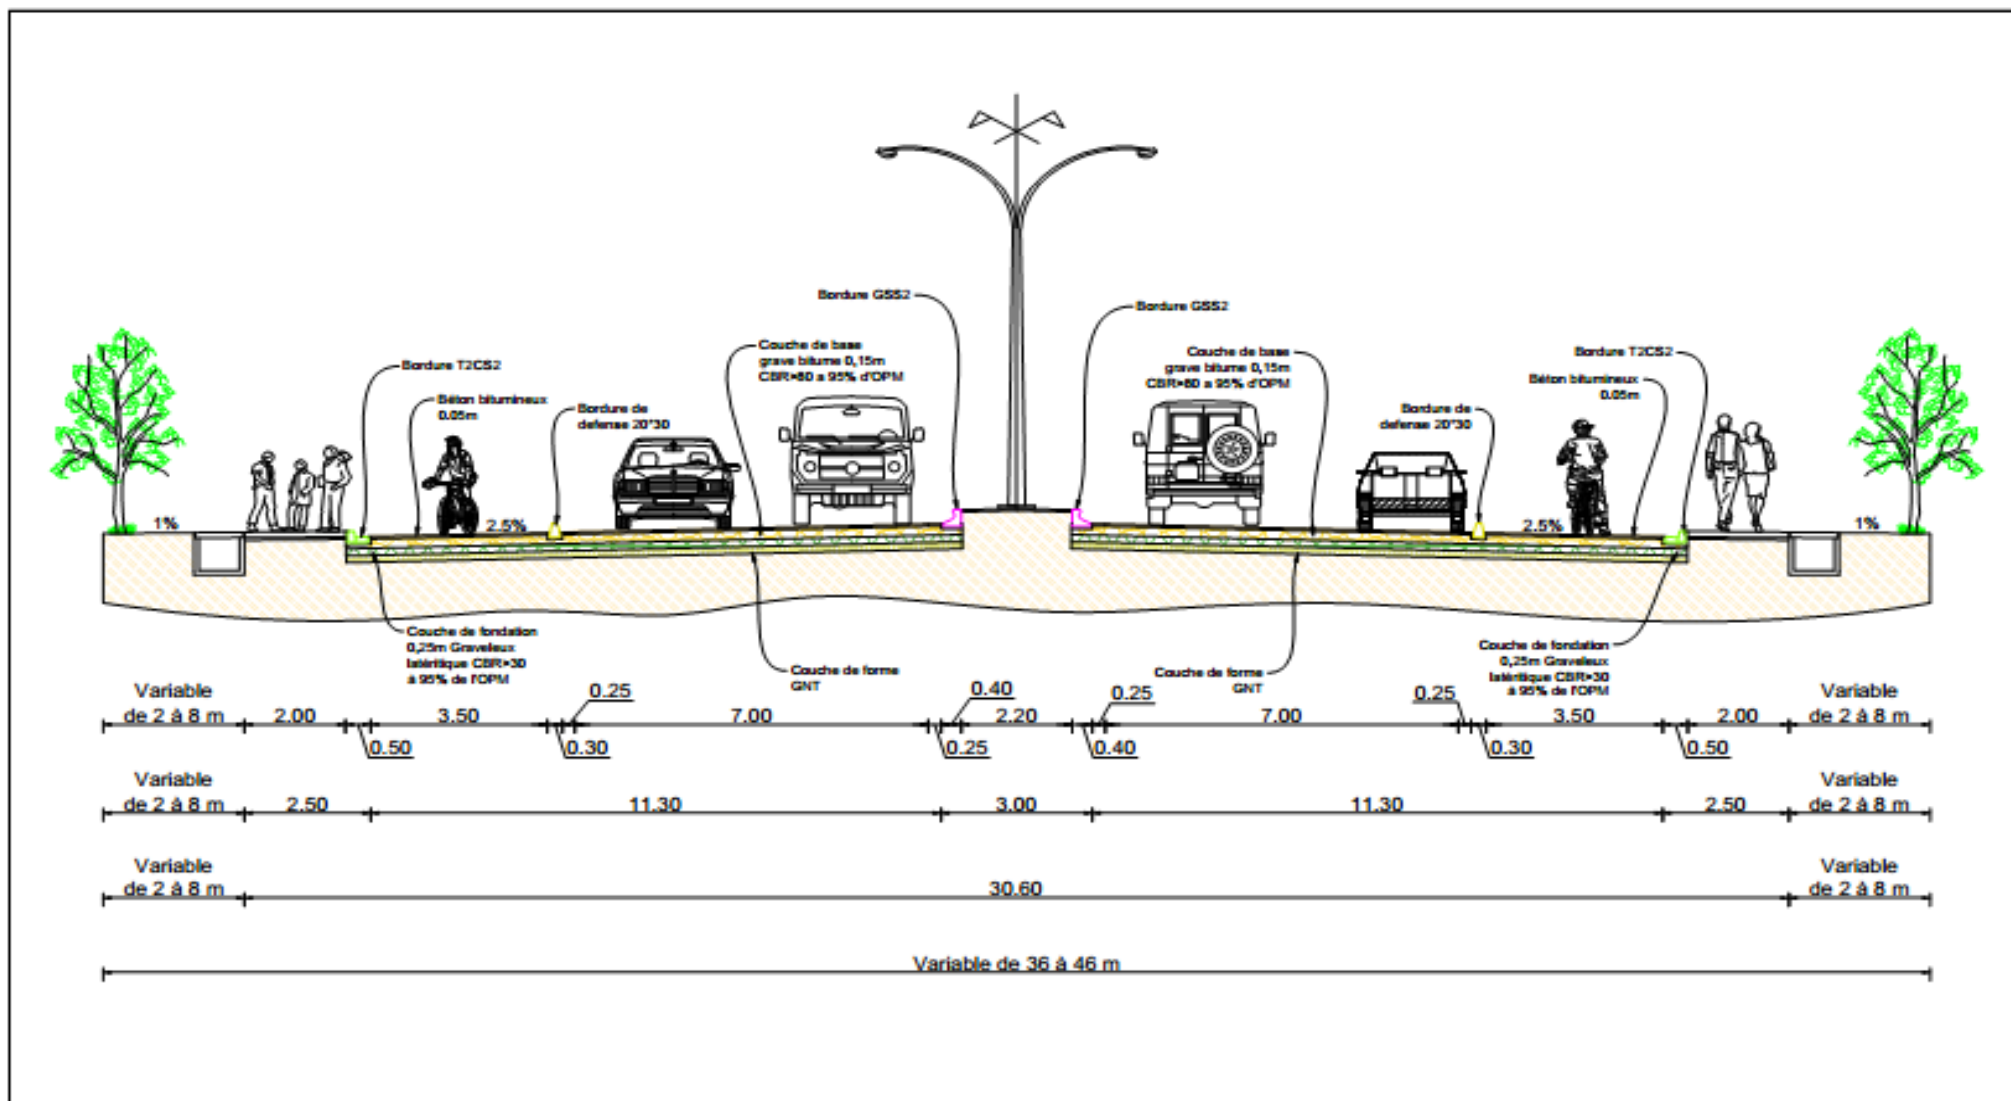 Bordure GSS2
Bordure GSS2
Couche de base
grave bitume 0,15m
CBR>80 a 95% d'OPM
Couche de base
grave bitume 0,15m
CBR>80 a 95% d'OPM
Bordure T2CS2
Bordure T2CS2
Béton bitumineux
0.05m
Béton bitumineux
0.05m
Bordure de
defense 20*30
Bordure de
defense 20*30
1%
2.5%
2.5%
1%
Couche de fondation
0,25m Graveleux
latéritique CBR>30
à 95% de l'OPM
Couche de forme
GNT
Couche de forme
GNT
Couche de fondation
0,25m Graveleux
latéritique CBR>30
à 95% de l'OPM
Variable
de 2 à 8 m
2.00
0.50
3.50
0.30
0.25
7.00
0.25
0.40
2.20
0.40
0.25
7.00
0.25
0.30
3.50
0.50
2.00
Variable
de 2 à 8 m
Variable
de 2 à 8 m
2.50
11.30
3.00
11.30
2.50
Variable
de 2 à 8 m
Variable
de 2 à 8 m
30.60
Variable
de 2 à 8 m
Variable de 36 à 46 m